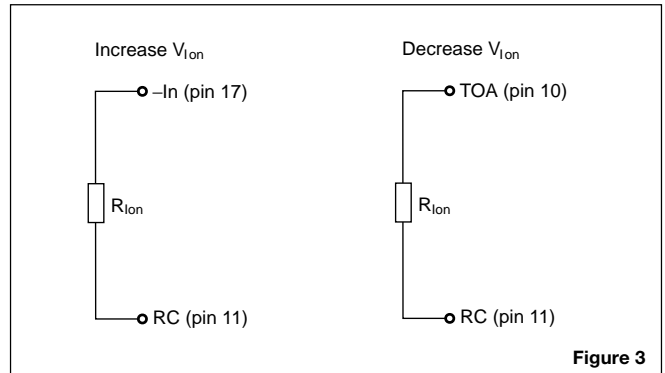 Increase VIon
Decrease VIon
–In (pin 17)
TOA (pin 10)
RIon
RIon
RC (pin 11)
RC (pin 11)
Figure 3